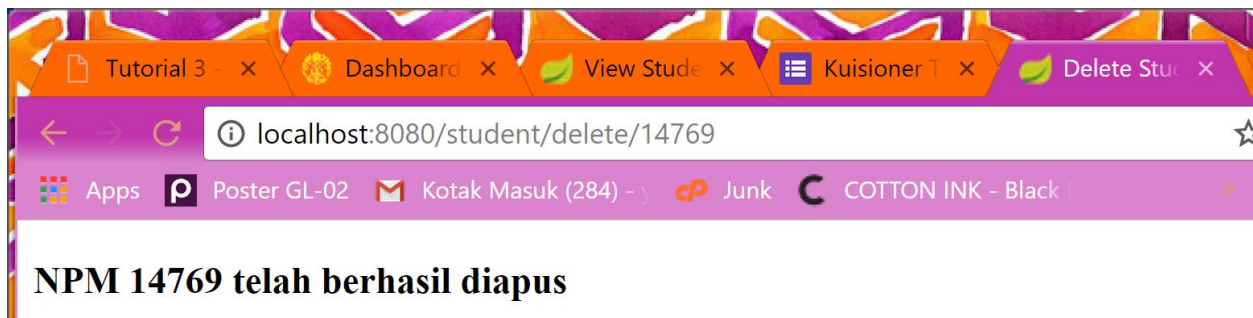 Tutorial 3 - Dashboard View Stude Kuisioner T Delete Stud
localhost:8080/student/delete/14769
Apps Poster GL-02 Kotak Masuk (284) - y Junk COTTON INK - Black
NPM 14769 telah berhasil diapus